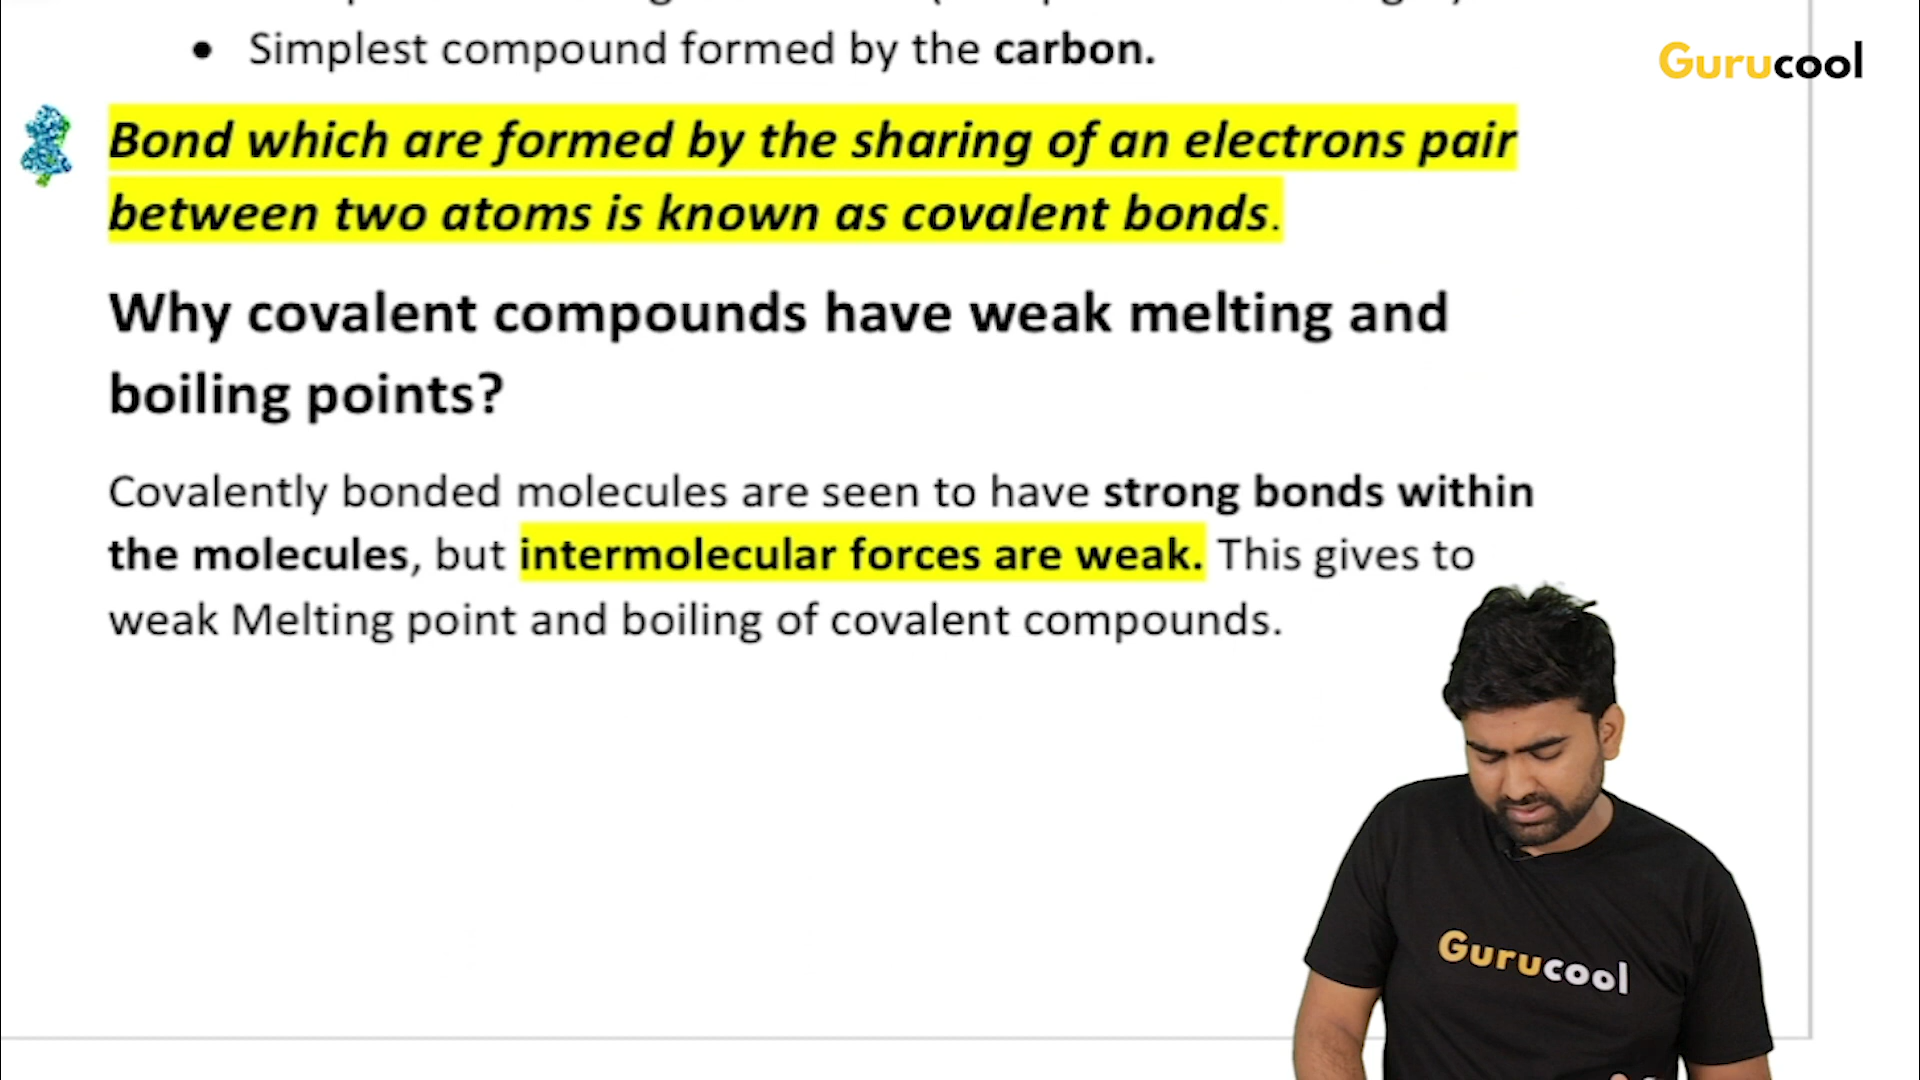 Simplest compound formed by the carbon.
Gurucool
Bond which are formed by the sharing of an electrons pair
between two atoms is known as covalent bonds.
Why covalent compounds have weak melting and
boiling points?
Covalently bonded molecules are seen to have strong bonds within
the molecules, but intermolecular forces are weak. This gives to
weak Melting point and boiling of covalent compounds.
Gurucool